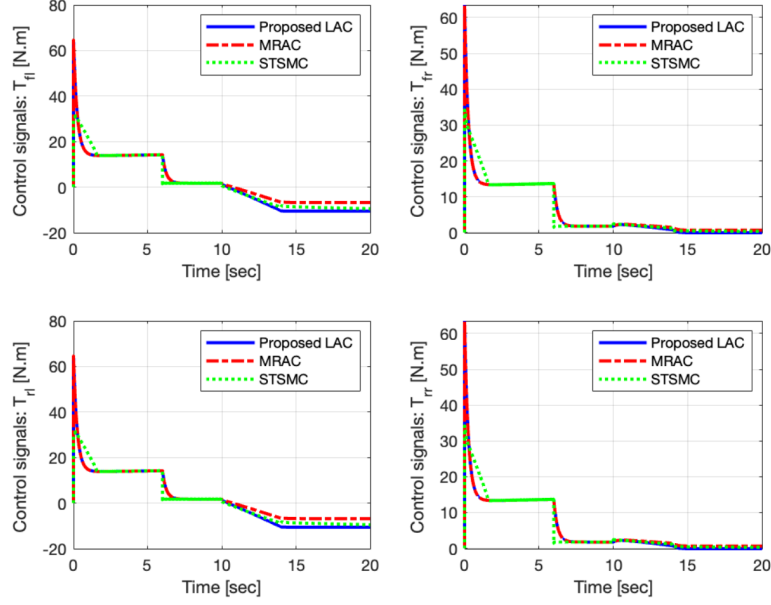 Control signals: T_fl [N.m]
80
60
40
20
0
-20
Proposed LAC
MRAC
STSMC
0 5 10 15 20
Time [sec]
Control signals: T_fr [N.m]
60
50
40
30
20
10
0
Proposed LAC
MRAC
STSMC
0 5 10 15 20
Time [sec]
Control signals: T_rl [N.m]
80
60
40
20
0
-20
Proposed LAC
MRAC
STSMC
0 5 10 15 20
Time [sec]
Control signals: T_rr [N.m]
60
50
40
30
20
10
0
Proposed LAC
MRAC
STSMC
0 5 10 15 20
Time [sec]